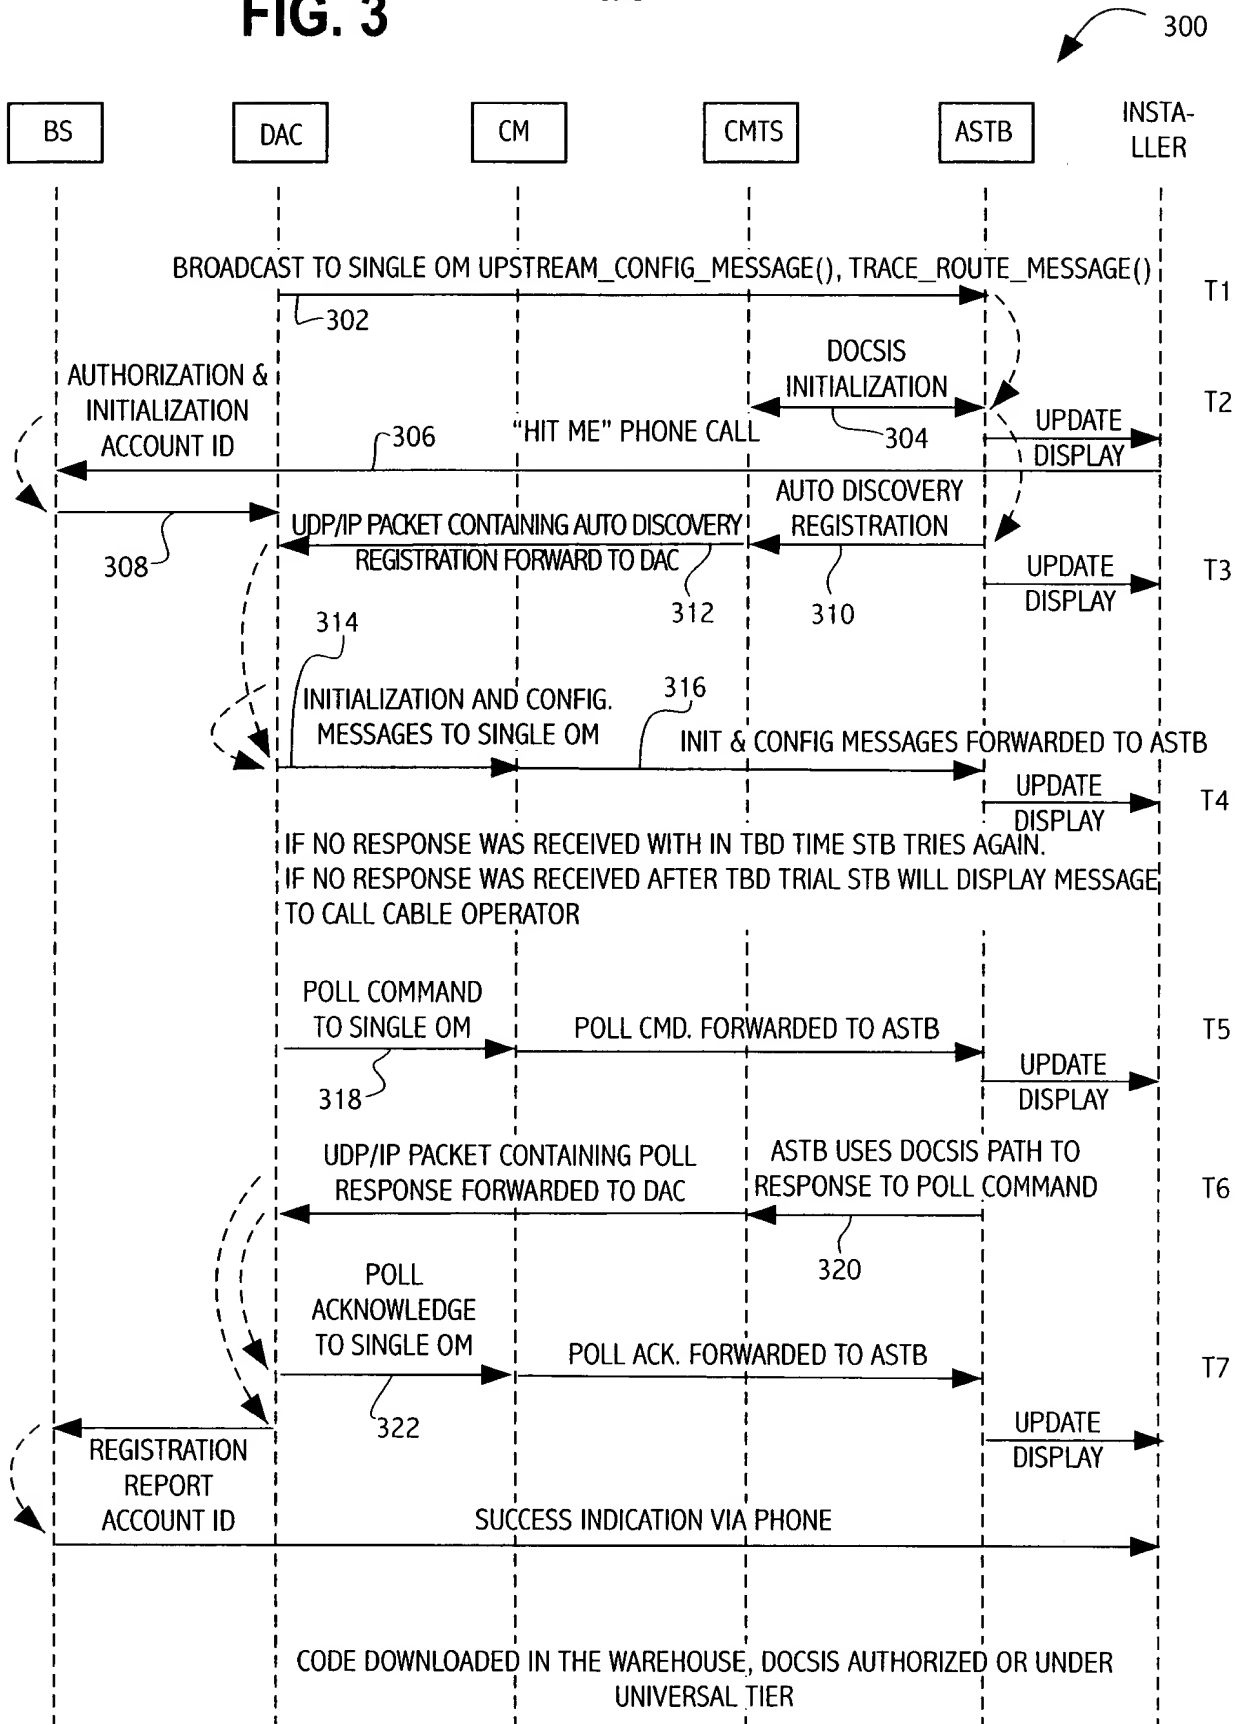 FIG. 3
300
BS
DAC
CM
CMTS
ASTB
INSTA-
LLER
BROADCAST TO SINGLE OM UPSTREAM_CONFIG_MESSAGE(), TRACE_ROUTE_MESSAGE()
T1
302
DOCSIS
INITIALIZATION
AUTHORIZATION &
INITIALIZATION
ACCOUNT ID
T2
304
UPDATE
DISPLAY
306
"HIT ME" PHONE CALL
AUTO DISCOVERY
REGISTRATION
308
UDP/IP PACKET CONTAINING AUTO DISCOVERY
REGISTRATION FORWARD TO DAC
312
310
UPDATE
DISPLAY
T3
314
INITIALIZATION AND CONFIG.
MESSAGES TO SINGLE OM
316
INIT & CONFIG MESSAGES FORWARDED TO ASTB
UPDATE
DISPLAY
T4
IF NO RESPONSE WAS RECEIVED WITH IN TBD TIME STB TRIES AGAIN.
IF NO RESPONSE WAS RECEIVED AFTER TBD TRIAL STB WILL DISPLAY MESSAGE
TO CALL CABLE OPERATOR
POLL COMMAND
TO SINGLE OM
POLL CMD. FORWARDED TO ASTB
T5
318
UPDATE
DISPLAY
UDP/IP PACKET CONTAINING POLL
RESPONSE FORWARDED TO DAC
ASTB USES DOCSIS PATH TO
RESPONSE TO POLL COMMAND
T6
320
POLL
ACKNOWLEDGE
TO SINGLE OM
POLL ACK. FORWARDED TO ASTB
T7
322
UPDATE
DISPLAY
REGISTRATION
REPORT
ACCOUNT ID
SUCCESS INDICATION VIA PHONE
CODE DOWNLOADED IN THE WAREHOUSE, DOCSIS AUTHORIZED OR UNDER
UNIVERSAL TIER